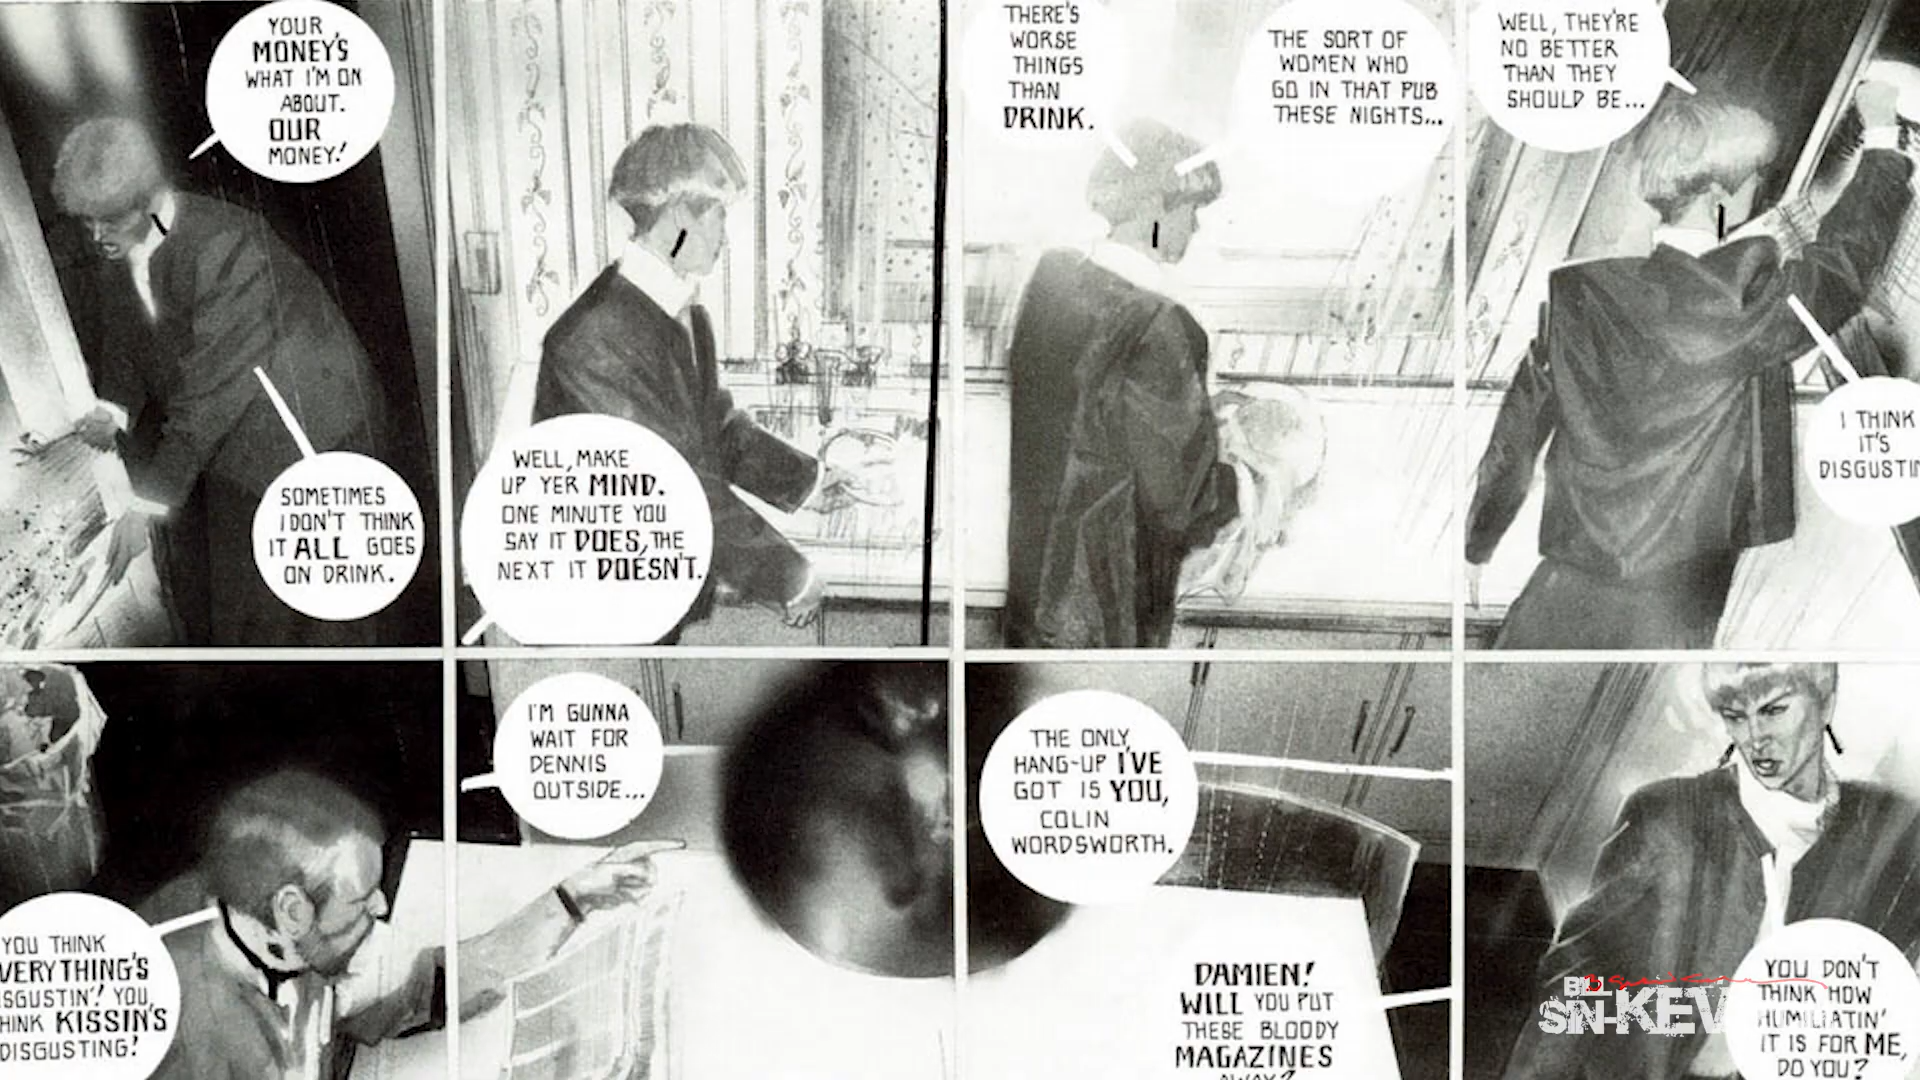 YOUR
MONEY'S
WHAT I'M ON
ABOUT.
OUR
MONEY!
SOMETIMES
I DON'T THINK
IT ALL GOES
ON DRINK.
WELL, MAKE
UP YER MIND.
ONE MINUTE YOU
SAY IT DOES, THE
NEXT IT DOESN'T.
THERE'S
WORSE
THINGS
THAN
DRINK.
THE SORT OF
WOMEN WHO
GO IN THAT PUB
THESE NIGHTS...
WELL, THEY'RE
NO BETTER
THAN THEY
SHOULD BE...
I THINK
IT'S
DISGUSTIN
YOU THINK
VERYTHING'S
ISGUSTIN'! YOU
HINK KISSIN'S
DISGUSTING!
I'M GUNNA
WAIT FOR
DENNIS
OUTSIDE...
THE ONLY
HANG-UP I'VE
GOT IS YOU,
COLIN
WORDSWORTH.
DAMIEN!
WILL YOU PUT
THESE BLOODY
MAGAZINES
AWAY?
YOU DON'T
THINK HOW
HUMILIATIN'
IT IS FOR ME,
DO YOU?
BILL
SIN-KEV